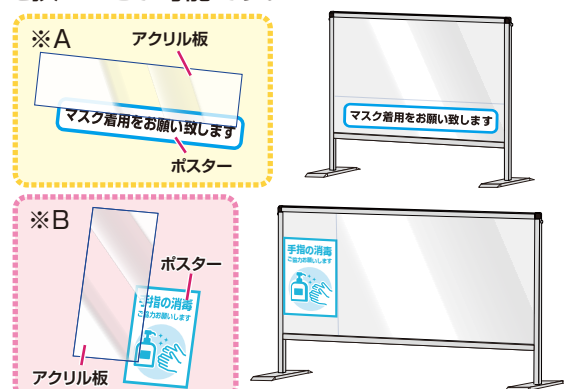 ※A
アクリル板
マスク着用をお願い致します
ポスター
マスク着用をお願い致します
※B
ポスター
手指の消毒
ご協力お願いします
アクリル板
手指の消毒
ご協力お願いします